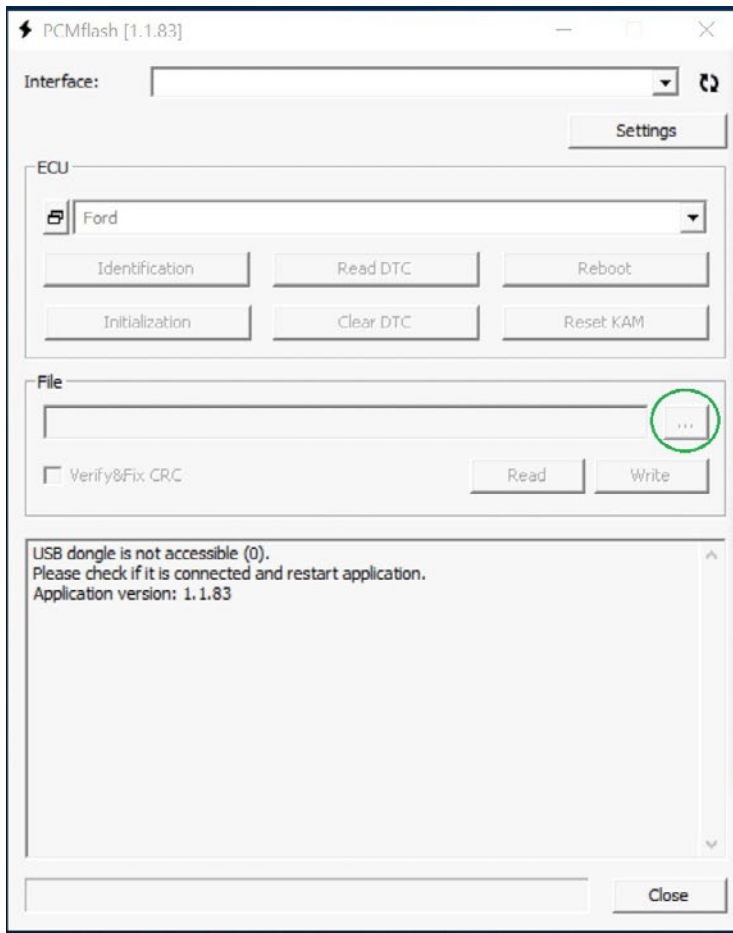 PCMflash [1.1.83]
Interface:
Settings
ECU
Ford
Identification Read DTC Reboot
Initialization Clear DTC Reset KAM
File
...
Verify&Fix CRC Read Write
USB dongle is not accessible (0).
Please check if it is connected and restart application.
Application version: 1.1.83
Close